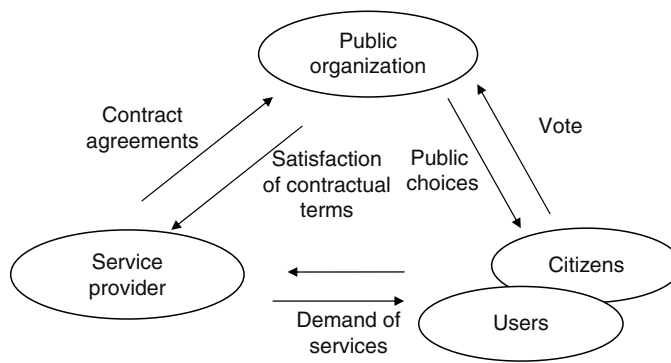 Public
organization
Contract
agreements
Satisfaction
of contractual
terms
Public
choices
Vote
Service
provider
Citizens
Users
Demand of
services